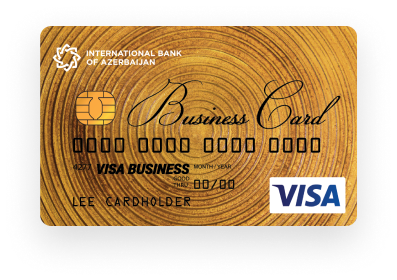 INTERNATIONAL BANK
OF AZERBAIJAN
Business Card
0000 0000 0000 0000
4277 VISA BUSINESS MONTH/YEAR
GOOD THRU 00/00
LEE CARDHOLDER
VISA